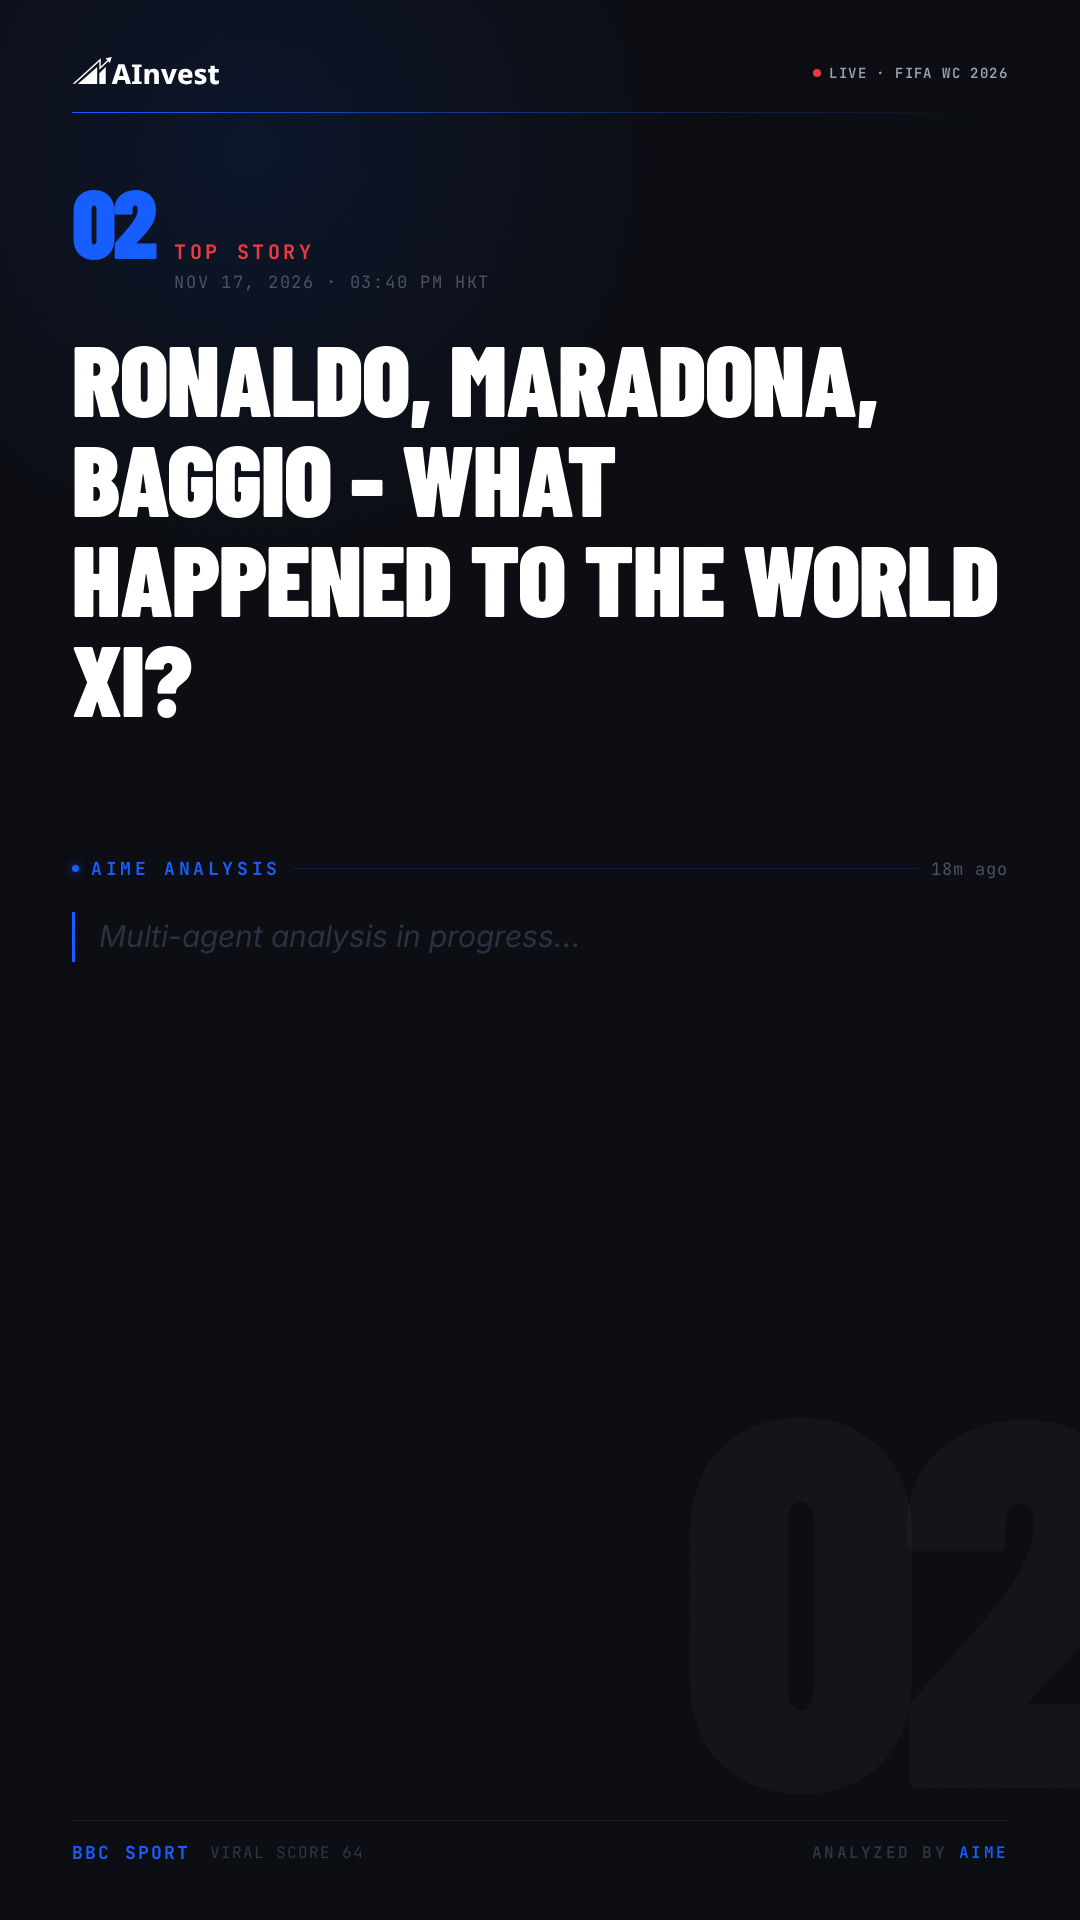 AInvest
LIVE · FIFA WC 2026
02
TOP STORY
NOV 17, 2026 · 03:40 PM HKT
RONALDO, MARADONA,
BAGGIO - WHAT
HAPPENED TO THE WORLD
XI?
AIME ANALYSIS
18m ago
Multi-agent analysis in progress...
02
BBC SPORT VIRAL SCORE 64
ANALYZED BY AIME